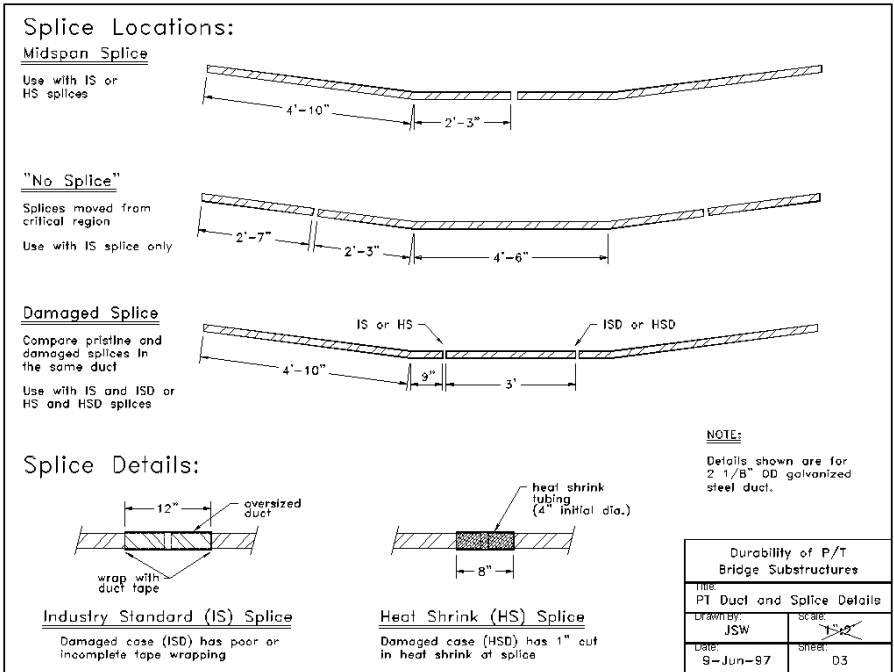 Splice Locations:
Midspan Splice
Use with IS or
HS splices
4'-10"
2'-3"
"No Splice"
Splices moved from
critical region
Use with IS splice only
2'-7"
2'-3"
4'-6"
Damaged Splice
Compare pristine and
damaged splices in
the same duct
Use with IS and ISD or
HS and HSD splices
IS or HS
ISD or HSD
4'-10"
9"
3'
NOTE:
Details shown are for
2 1/8" OD galvanized
steel duct.
Splice Details:
12"
oversized
duct
wrap with
duct tape
Industry Standard (IS) Splice
Damaged case (ISD) has poor or
incomplete tape wrapping
heat shrink
tubing
(4" initial dia.)
8"
Heat Shrink (HS) Splice
Damaged case (HSD) has 1" cut
in heat shrink at splice
Durability of P/T
Bridge Substructures
Title:
PT Duct and Splice Details
Drawn By:
JSW
Scale:
1":2'
Date:
9-Jun-97
Sheet:
D3